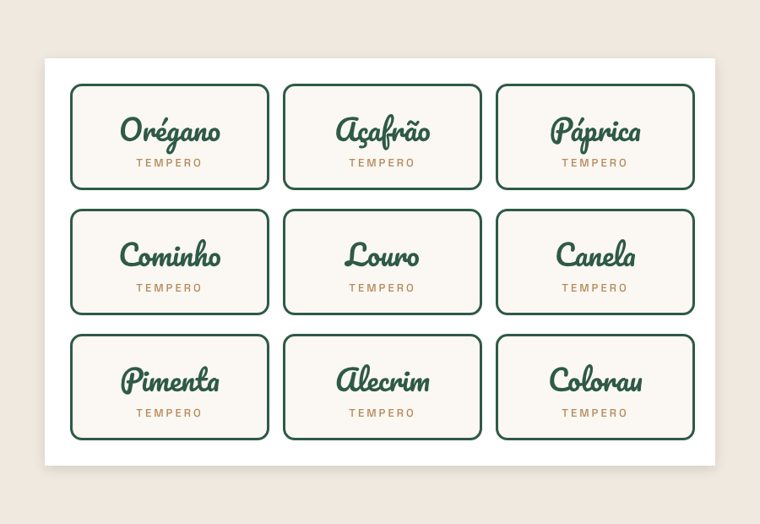 Orégano
TEMPERO
Açafrão
TEMPERO
Páprica
TEMPERO
Cominho
TEMPERO
Louro
TEMPERO
Canela
TEMPERO
Pimenta
TEMPERO
Alecrim
TEMPERO
Colorau
TEMPERO